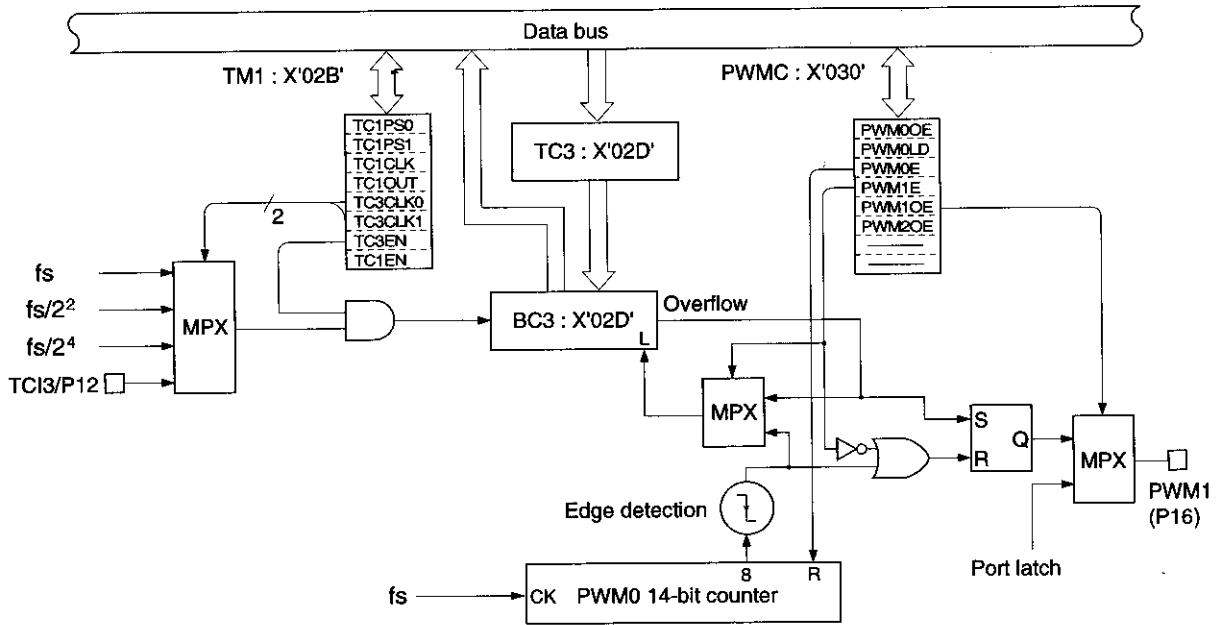 Data bus
TM1 : X'02B'
PWMC : X'030'
TC1PS0
TC1PS1
TC1CLK
TC1OUT
TC3CLK0
TC3CLK1
TC3EN
TC1EN
TC3 : X'02D'
PWM0OE
PWM0LD
PWM0E
PWM1E
PWM1OE
PWM2OE
2
fs
fs/2²
fs/2⁴
TCI3/P12
MPX
BC3 : X'02D'
L
Overflow
MPX
S
R
Q
MPX
PWM1
(P16)
Edge detection
Port latch
8
R
fs
CK
PWM0 14-bit counter